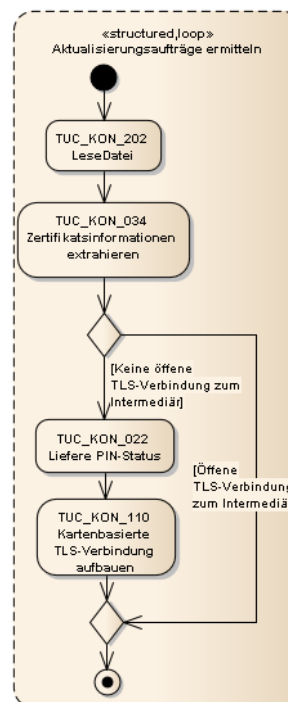 «structured,loop»
Aktualisierungsaufträge ermitteln
TUC_KON_202
LeseDatei
TUC_KON_034
Zertifikatsinformationen
extrahieren
[Keine öffene
TLS-Verbindung zum
Intermediär]
TUC_KON_022
Liefere PIN-Status
[Öffene
TLS-Verbindung
zum Intermediä
TUC_KON_110
Kartenbasierte
TLS-Verbindung
aufbauen